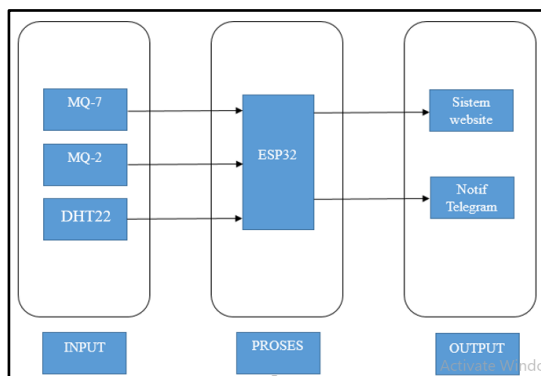 MQ-7
MQ-2
DHT22
ESP32
Sistem
website
Notif
Telegram
INPUT
PROSES
OUTPUT
Activate Windo